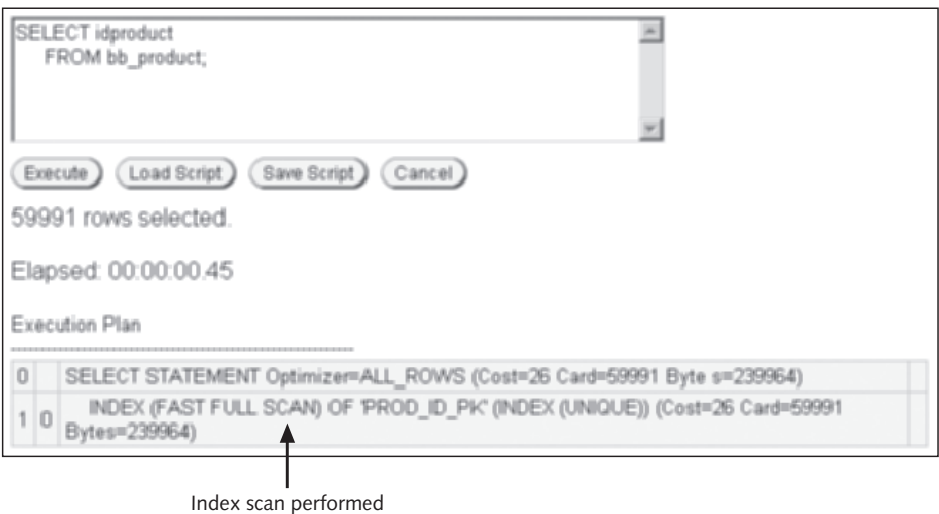 SELECT idproduct
FROM bb_product;
Execute Load Script Save Script Cancel
59991 rows selected.
Elapsed: 00:00:00.45
Execution Plan
0 SELECT STATEMENT Optimizer=ALL_ROWS (Cost=26 Card=59991 Byte s=239964)
1 0 INDEX (FAST FULL SCAN) OF 'PROD_ID_PK' (INDEX (UNIQUE)) (Cost=26 Card=59991
Bytes=239964)
Index scan performed